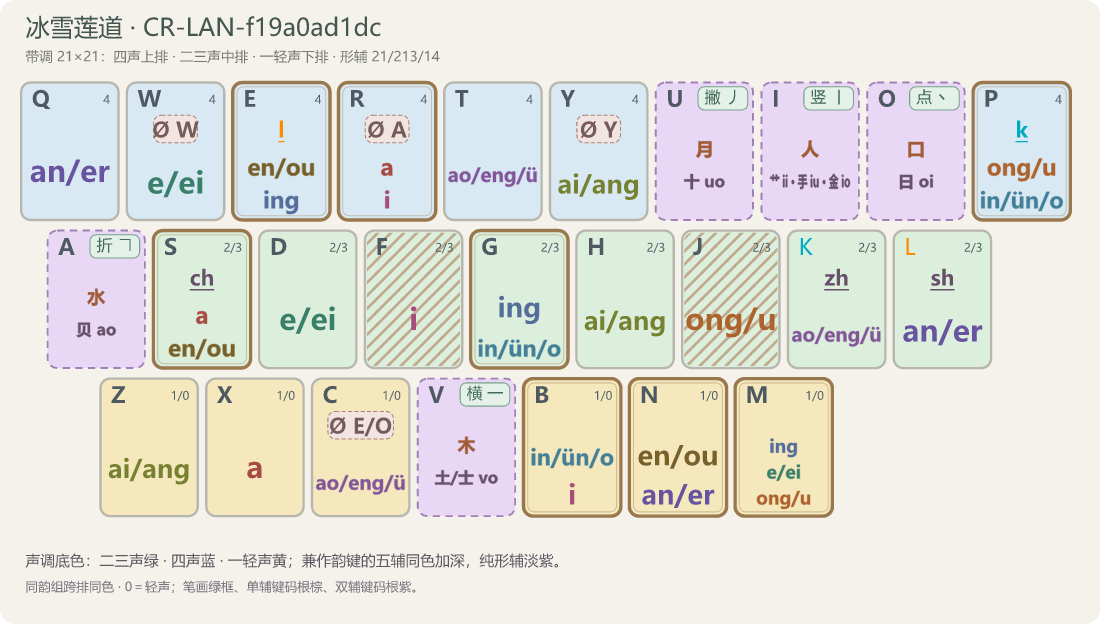 冰雪莲道 · CR-LAN-f19a0ad1dc
带调 21×21：四声上排 · 二三声中排 · 一轻声下排 · 形辅 21/213/14
Q 4
an/er
W 4
Ø W
e/ei
E 4
l
en/ou
ing
R 4
Ø A
a
i
T 4
ao/eng/ü
Y 4
Ø Y
ai/ang
U 撇丿
月
十 uo
I 竖丨
人
艹ii·手iu·金io
O 点丶
口
日 oi
P 4
k
ong/u
in/ün/o
A 折𠃍
水
贝 ao
S 2/3
ch
a
en/ou
D 2/3
e/ei
F 2/3
i
G 2/3
ing
in/ün/o
H 2/3
ai/ang
J 2/3
ong/u
K 2/3
zh
ao/eng/ü
L 2/3
sh
an/er
Z 1/0
ai/ang
X 1/0
a
C 1/0
Ø E/O
ao/eng/ü
V 横一
木
土/士 vo
B 1/0
in/ün/o
i
N 1/0
en/ou
an/er
M 1/0
ing
e/ei
ong/u
声调底色：二三声绿 · 四声蓝 · 一轻声黄；兼作韵键的五辅同色加深，纯形辅淡紫。
同韵组跨排同色 · 0＝轻声；笔画绿框、单辅键码根棕、双辅键码根紫。